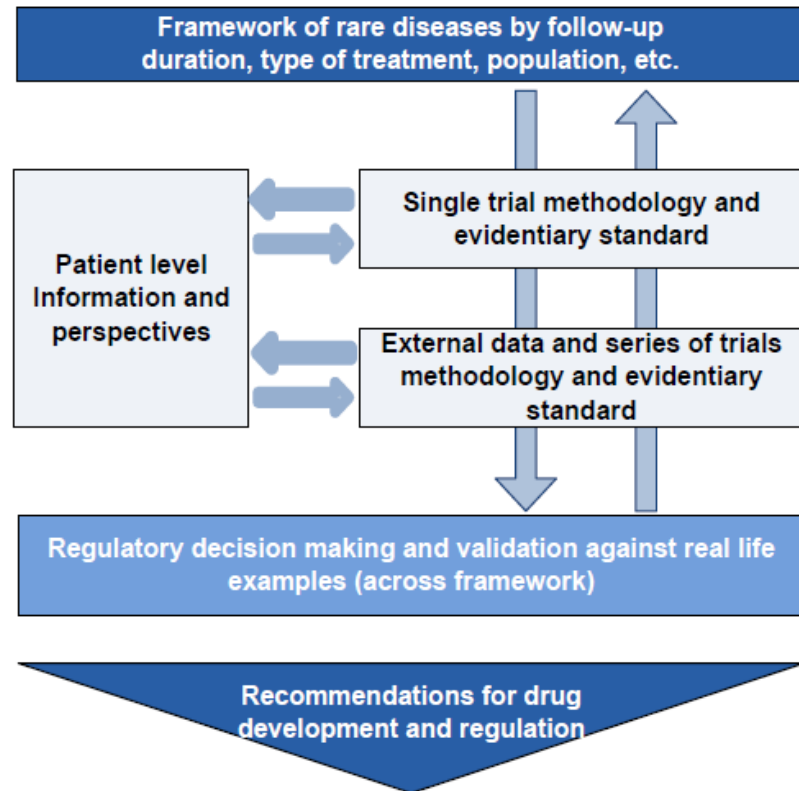 Framework of rare diseases by follow-up
duration, type of treatment, population, etc.
Single trial methodology and
evidentiary standard
Patient level
Information and
perspectives
External data and series of trials
methodology and evidentiary
standard
Regulatory decision making and validation against real life
examples (across framework)
Recommendations for drug
development and regulation